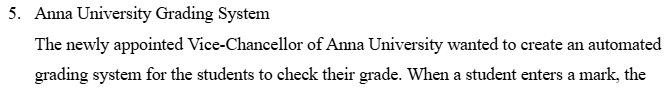 5. Anna University Grading System
The newly appointed Vice-Chancellor of Anna University wanted to create an automated
grading system for the students to check their grade. When a student enters a mark, the